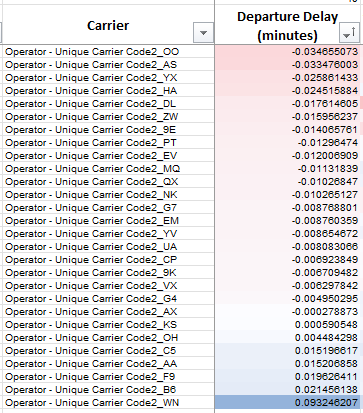 Carrier Departure Delay
(minutes)
Operator - Unique Carrier Code2_OO -0.034655073
Operator - Unique Carrier Code2_AS -0.033476003
Operator - Unique Carrier Code2_YX -0.025861433
Operator - Unique Carrier Code2_HA -0.024515884
Operator - Unique Carrier Code2_DL -0.017614605
Operator - Unique Carrier Code2_ZW -0.015956237
Operator - Unique Carrier Code2_9E -0.014065761
Operator - Unique Carrier Code2_PT -0.01296474
Operator - Unique Carrier Code2_EV -0.012006909
Operator - Unique Carrier Code2_MQ -0.01131839
Operator - Unique Carrier Code2_QX -0.01026847
Operator - Unique Carrier Code2_NK -0.010265127
Operator - Unique Carrier Code2_G7 -0.008768801
Operator - Unique Carrier Code2_EM -0.008760359
Operator - Unique Carrier Code2_YV -0.008654672
Operator - Unique Carrier Code2_UA -0.008083066
Operator - Unique Carrier Code2_CP -0.006923849
Operator - Unique Carrier Code2_9K -0.006709482
Operator - Unique Carrier Code2_VX -0.006297842
Operator - Unique Carrier Code2_G4 -0.004950295
Operator - Unique Carrier Code2_AX -0.000278873
Operator - Unique Carrier Code2_KS 0.000590548
Operator - Unique Carrier Code2_OH 0.004484298
Operator - Unique Carrier Code2_C5 0.015196617
Operator - Unique Carrier Code2_AA 0.015206858
Operator - Unique Carrier Code2_F9 0.019626411
Operator - Unique Carrier Code2_B6 0.021456138
Operator - Unique Carrier Code2_WN 0.093246207